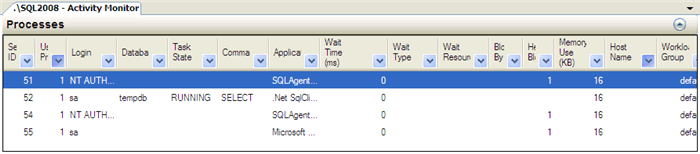 .\SQL2008 - Activity Monitor
Processes
Se ID Us Pr Login Databa Task State Comma Applica Wait Time (ms) Wait Type Wait Resour Blo By He Blo Memory Use (KB) Host Name Worklo Group
51 1 NT AUTH... SQLAgent... 0 1 16 defa
52 1 sa tempdb RUNNING SELECT .Net SqlCli... 0 16 defa
54 1 NT AUTH... SQLAgent... 0 1 16 defa
55 1 sa Microsoft ... 0 1 16 defa